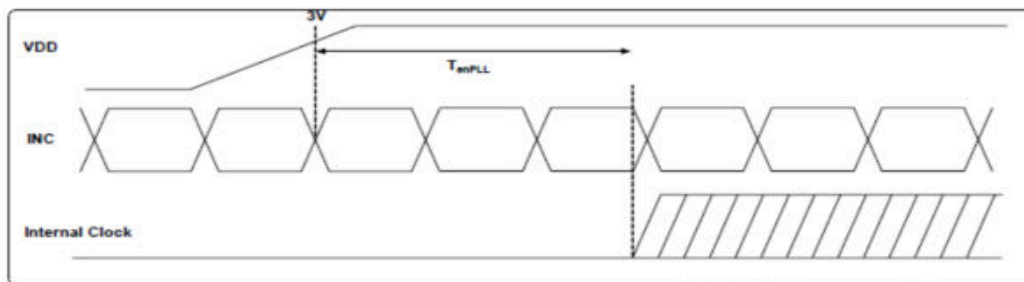 3V
VDD
TenPLL
INC
Internal Clock